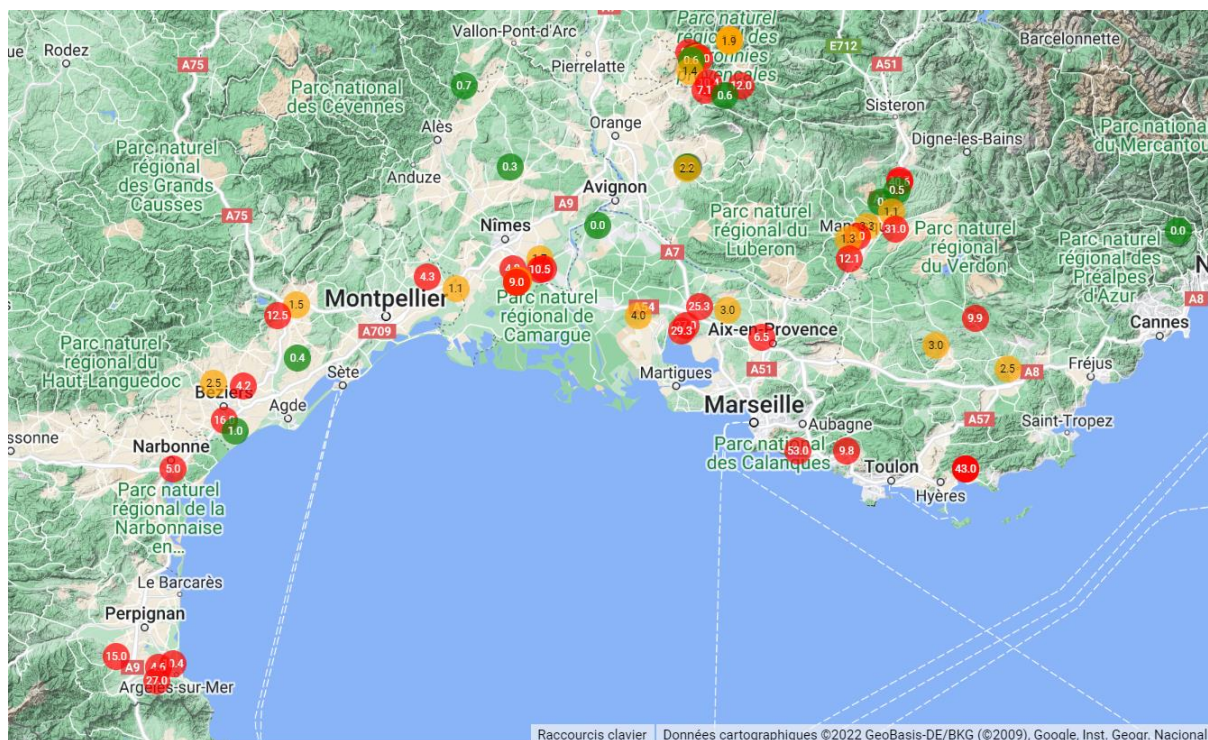 Rodez
Vallon-Pont-d'Arc
Parc naturel
régional des
Baronnies
provençales
1.9
E712
Barcelonnette
A75
Pierrelatte
A51
0.6
1.4
Parc national
des Cévennes
0.7
7.1
12.0
0.6
Sisteron
Orange
Alès
Digne-les-Bains
Parc national
du Mercantour
Parc naturel
régional
des Grands
Causses
Anduze
0.3
2.2
Avignon
0.5
A75
A9
Parc naturel
régional du
Luberon
1.1
0.0
Nîmes
1.3
31.0
Parc naturel
régional
du Verdon
0.0
Parc naturel
régional des
Préalpes
d'Azur
A7
12.1
4.3
10.5
9.0
1.1
A8
Montpellier
1.5
12.5
Parc naturel
régional de
Camargue
4.0
A54
25.3
3.0
29.3
Aix-en-Provence
6.5
9.9
Cannes
A709
3.0
Parc naturel
régional du
Haut-Languedoc
0.4
2.5
4.2
Béziers
Sète
Martigues
A51
2.5
A8
Fréjus
Agde
Marseille
1.0
Aubagne
A57
Saint-Tropez
Narbonne
5.0
Parc national
des Calanques
53.0
9.8
Toulon
43.0
Hyères
Parc naturel
régional de la
Narbonnaise
en…
Le Barcarès
Perpignan
15.0
A9
4.6
27.0
Argelès-sur-Mer
Raccourcis clavier
Données cartographiques ©2022 GeoBasis-DE/BKG (©2009), Google, Inst. Geogr. Nacional